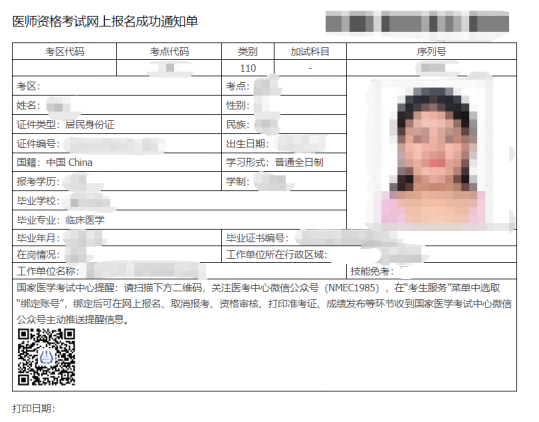 医师资格考试网上报名成功通知单
考区代码 考点代码 类别 加试科目 序列号
110 -
考区： 考点：
姓名： 性别：
证件类型：居民身份证 民族：
证件编号： 出生日期：
国籍：中国 China 学习形式：普通全日制
报考学历： 学制：
毕业学校：
毕业专业：临床医学
毕业年月： 毕业证书编号：
在岗情况： 工作单位所在行政区域：
工作单位名称： 技能免考：
国家医学考试中心提醒：请扫描下方二维码，关注医考中心微信公众号（NMEC1985），在“考生服务”菜单中选取
“绑定账号”，绑定后可在网上报名、取消报考、资格审核、打印准考证、成绩发布等环节收到国家医学考试中心微信
公众号主动推送提醒信息。
打印日期：